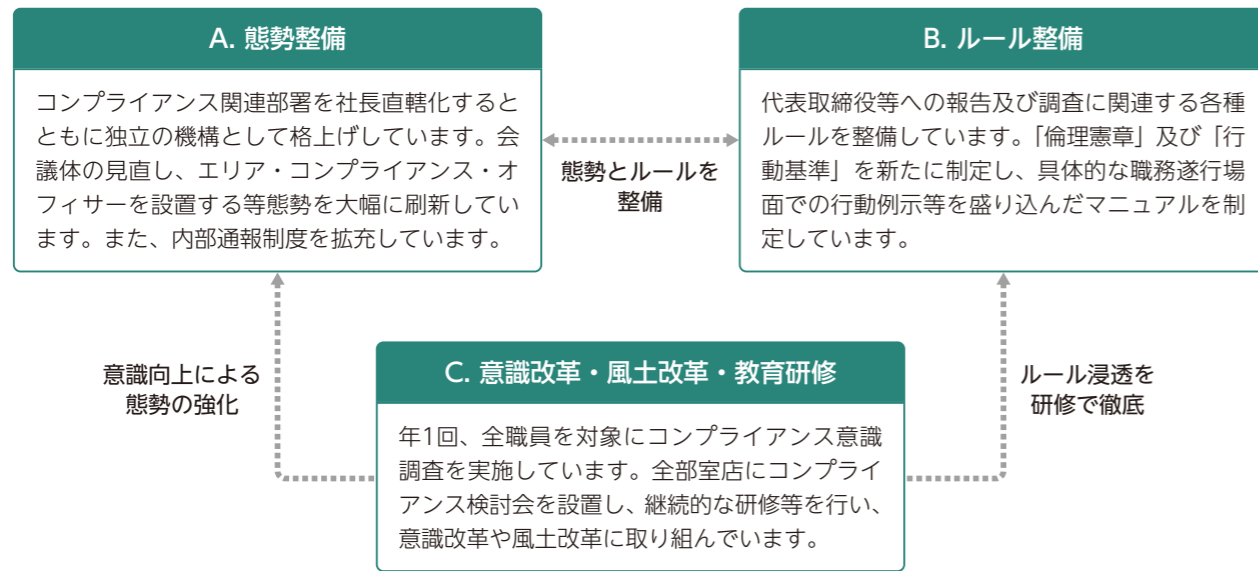 A. 態勢整備
コンプライアンス関連部署を社長直轄化すると
ともに独立の機構として格上げしています。会
議体の見直し、エリア・コンプライアンス・オ
フィサーを設置する等態勢を大幅に刷新してい
ます。また、内部通報制度を拡充しています。
態勢とルールを
整備
B. ルール整備
代表取締役等への報告及び調査に関連する各種
ルールを整備しています。「倫理憲章」及び「行
動基準」を新たに制定し、具体的な職務遂行場
面での行動例示等を盛り込んだマニュアルを制
定しています。
意識向上による
態勢の強化
C. 意識改革・風土改革・教育研修
年1回、全職員を対象にコンプライアンス意識
調査を実施しています。全部室店にコンプライ
アンス検討会を設置し、継続的な研修等を行い、
意識改革や風土改革に取り組んでいます。
ルール浸透を
研修で徹底